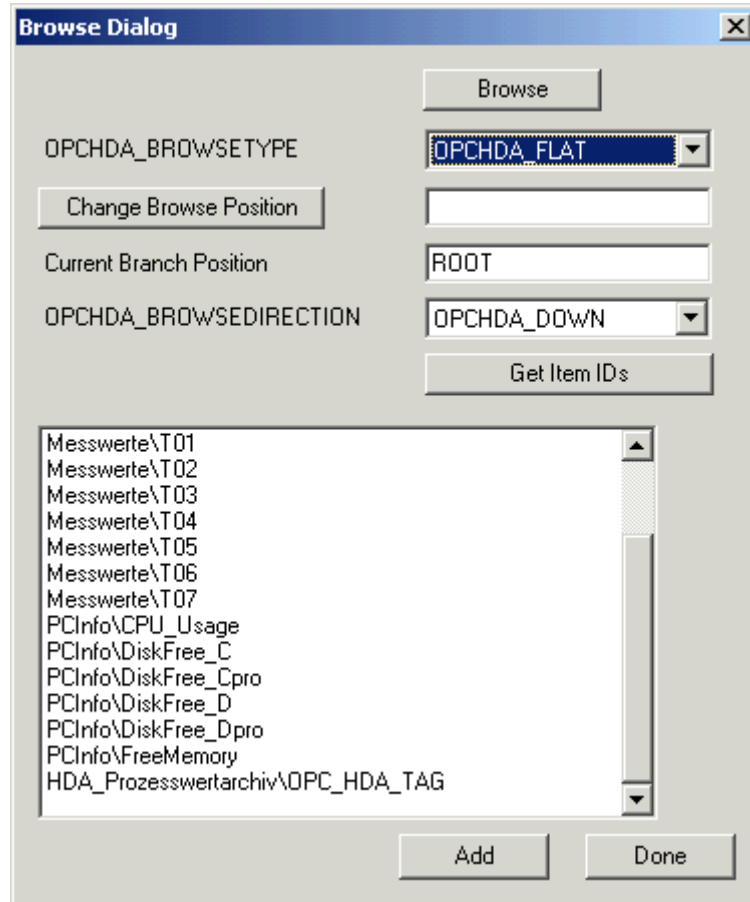 Browse Dialog
Browse
OPCHDA_BROWSETYPE
OPCHDA_FLAT
Change Browse Position
Current Branch Position
ROOT
OPCHDA_BROWSEDIRECTION
OPCHDA_DOWN
Get Item IDs
Messwerte\T01
Messwerte\T02
Messwerte\T03
Messwerte\T04
Messwerte\T05
Messwerte\T06
Messwerte\T07
PCInfo\CPU_Usage
PCInfo\DiskFree_C
PCInfo\DiskFree_Cpro
PCInfo\DiskFree_D
PCInfo\DiskFree_Dpro
PCInfo\FreeMemory
HDA_Prozesswertarchiv\OPC_HDA_TAG
Add
Done